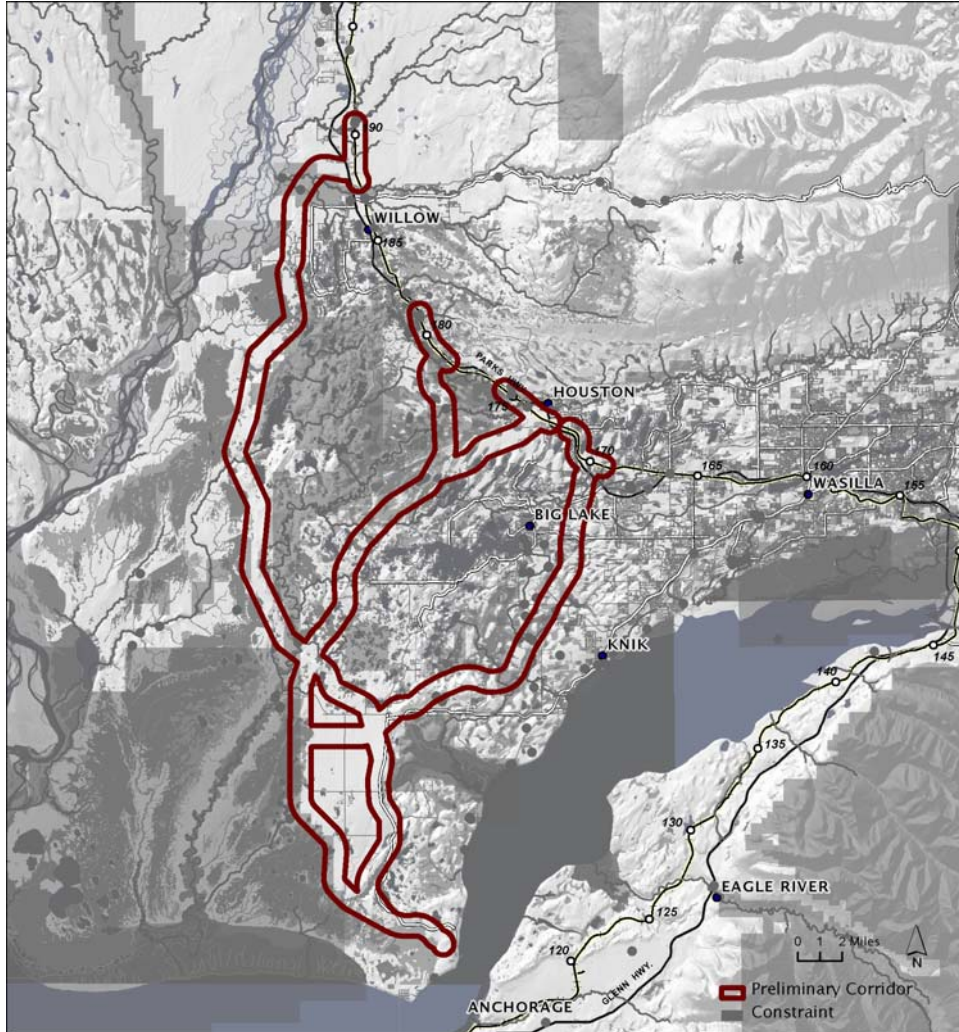 190
WILLOW
185
180
PARKS
HOUSTON
175
170
165
160
WASILLA
155
BIG LAKE
KNIK
145
140
135
130
EAGLE RIVER
125
120
0 1 2 Miles
N
GLENN HWY.
ANCHORAGE
Preliminary Corridor
Constraint